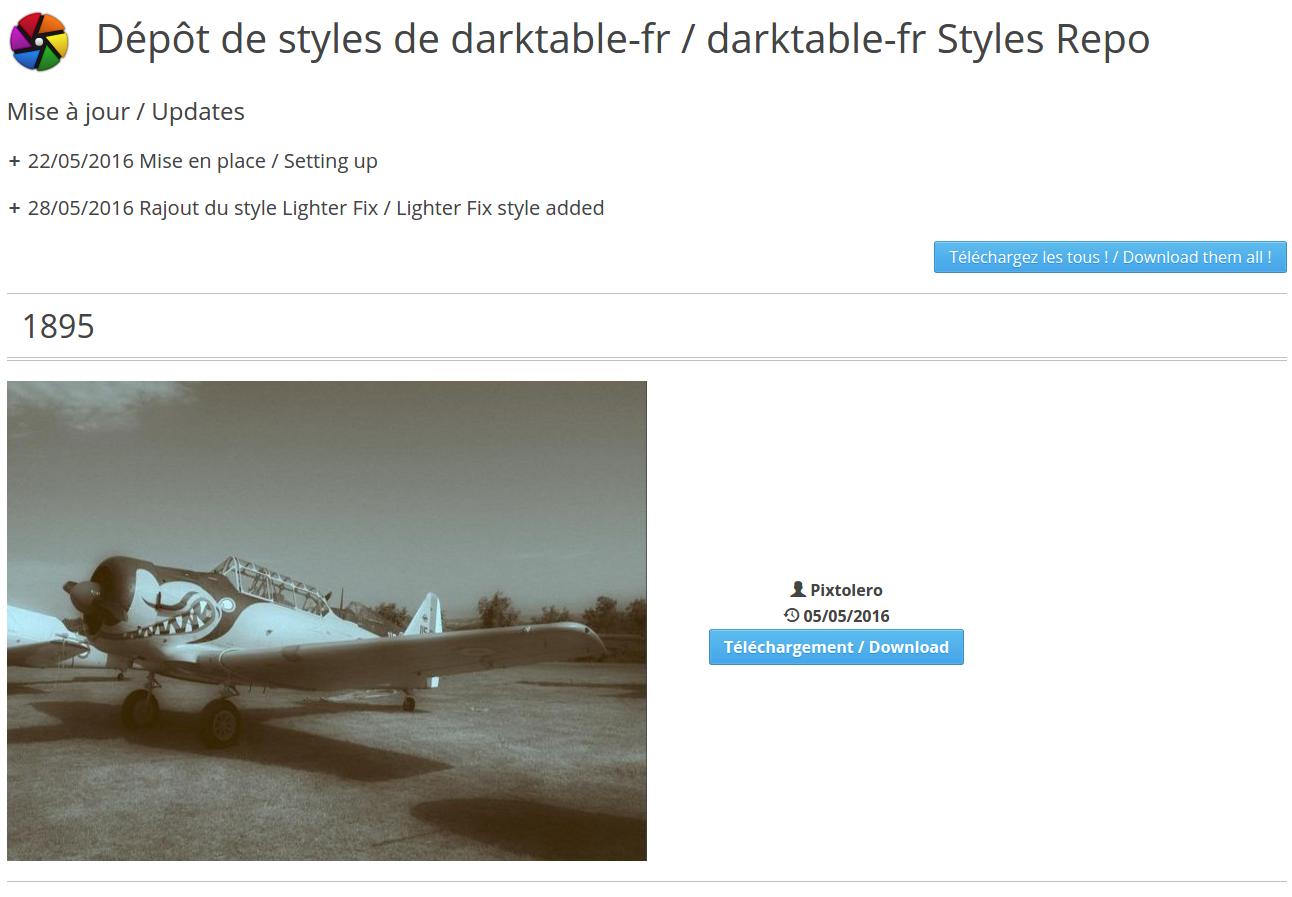 Dépôt de styles de darktable-fr / darktable-fr Styles Repo
Mise à jour / Updates
+ 22/05/2016 Mise en place / Setting up
+ 28/05/2016 Rajout du style Lighter Fix / Lighter Fix style added
Téléchargez les tous ! / Download them all !
1895
Pixtolero
05/05/2016
Téléchargement / Download